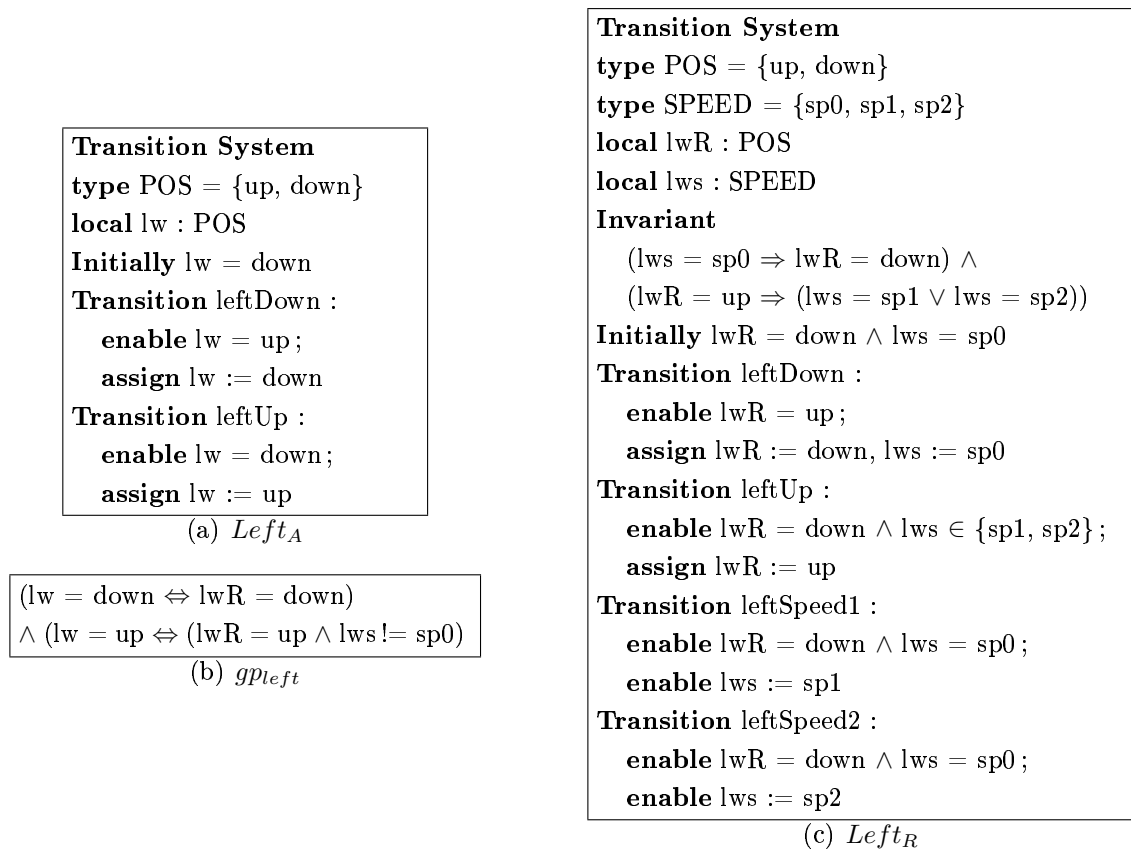 Transition System
type POS = {up, down}
local lw : POS
Initially lw = down
Transition leftDown :
enable lw = up ;
assign lw := down
Transition leftUp :
enable lw = down ;
assign lw := up
(a) Left_A
(lw = down ⇔ lwR = down)
∧ (lw = up ⇔ (lwR = up ∧ lws != sp0)
(b) gp_left
Transition System
type POS = {up, down}
type SPEED = {sp0, sp1, sp2}
local lwR : POS
local lws : SPEED
Invariant
(lws = sp0 ⇒ lwR = down) ∧
(lwR = up ⇒ (lws = sp1 ∨ lws = sp2))
Initially lwR = down ∧ lws = sp0
Transition leftDown :
enable lwR = up ;
assign lwR := down, lws := sp0
Transition leftUp :
enable lwR = down ∧ lws ∈ {sp1, sp2} ;
assign lwR := up
Transition leftSpeed1 :
enable lwR = down ∧ lws = sp0 ;
enable lws := sp1
Transition leftSpeed2 :
enable lwR = down ∧ lws = sp0 ;
enable lws := sp2
(c) Left_R